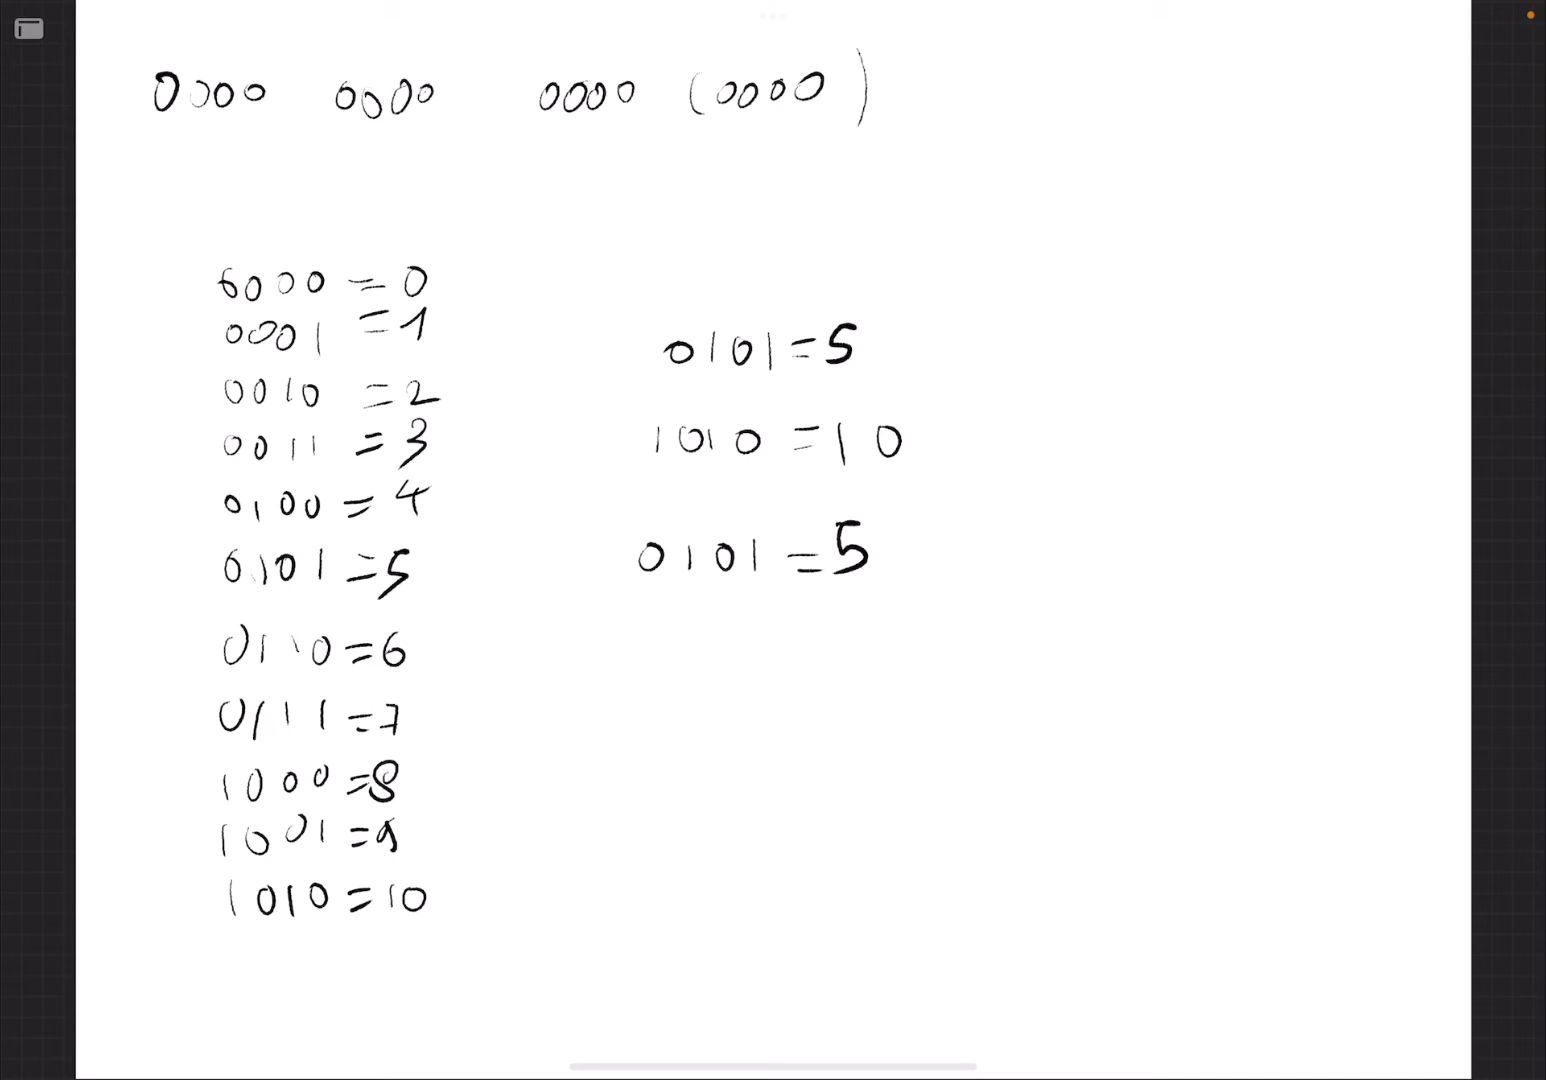 0000 0000 0000 (0000)
0000 = 0
0001 = 1
0010 = 2
0011 = 3
0100 = 4
0101 = 5
0110 = 6
0111 = 7
1000 = 8
1001 = 9
1010 = 10
0101 = 5
1010 = 10
0101 = 5